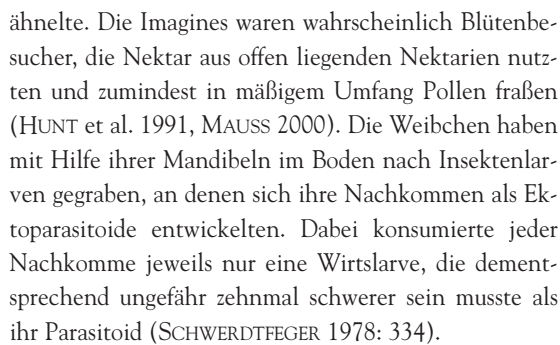 ähnelte. Die Imagines waren wahrscheinlich Blütenbe-
sucher, die Nektar aus offen liegenden Nektarien nutz-
ten und zumindest in mäßigem Umfang Pollen fraßen
(HUNT et al. 1991, MAUSS 2000). Die Weibchen haben
mit Hilfe ihrer Mandibeln im Boden nach Insektenlar-
ven gegraben, an denen sich ihre Nachkommen als Ek-
toparasitoide entwickelten. Dabei konsumierte jeder
Nachkomme jeweils nur eine Wirtslarve, die dement-
sprechend ungefähr zehnmal schwerer sein musste als
ihr Parasitoid (SCHWERDTFEGER 1978: 334).